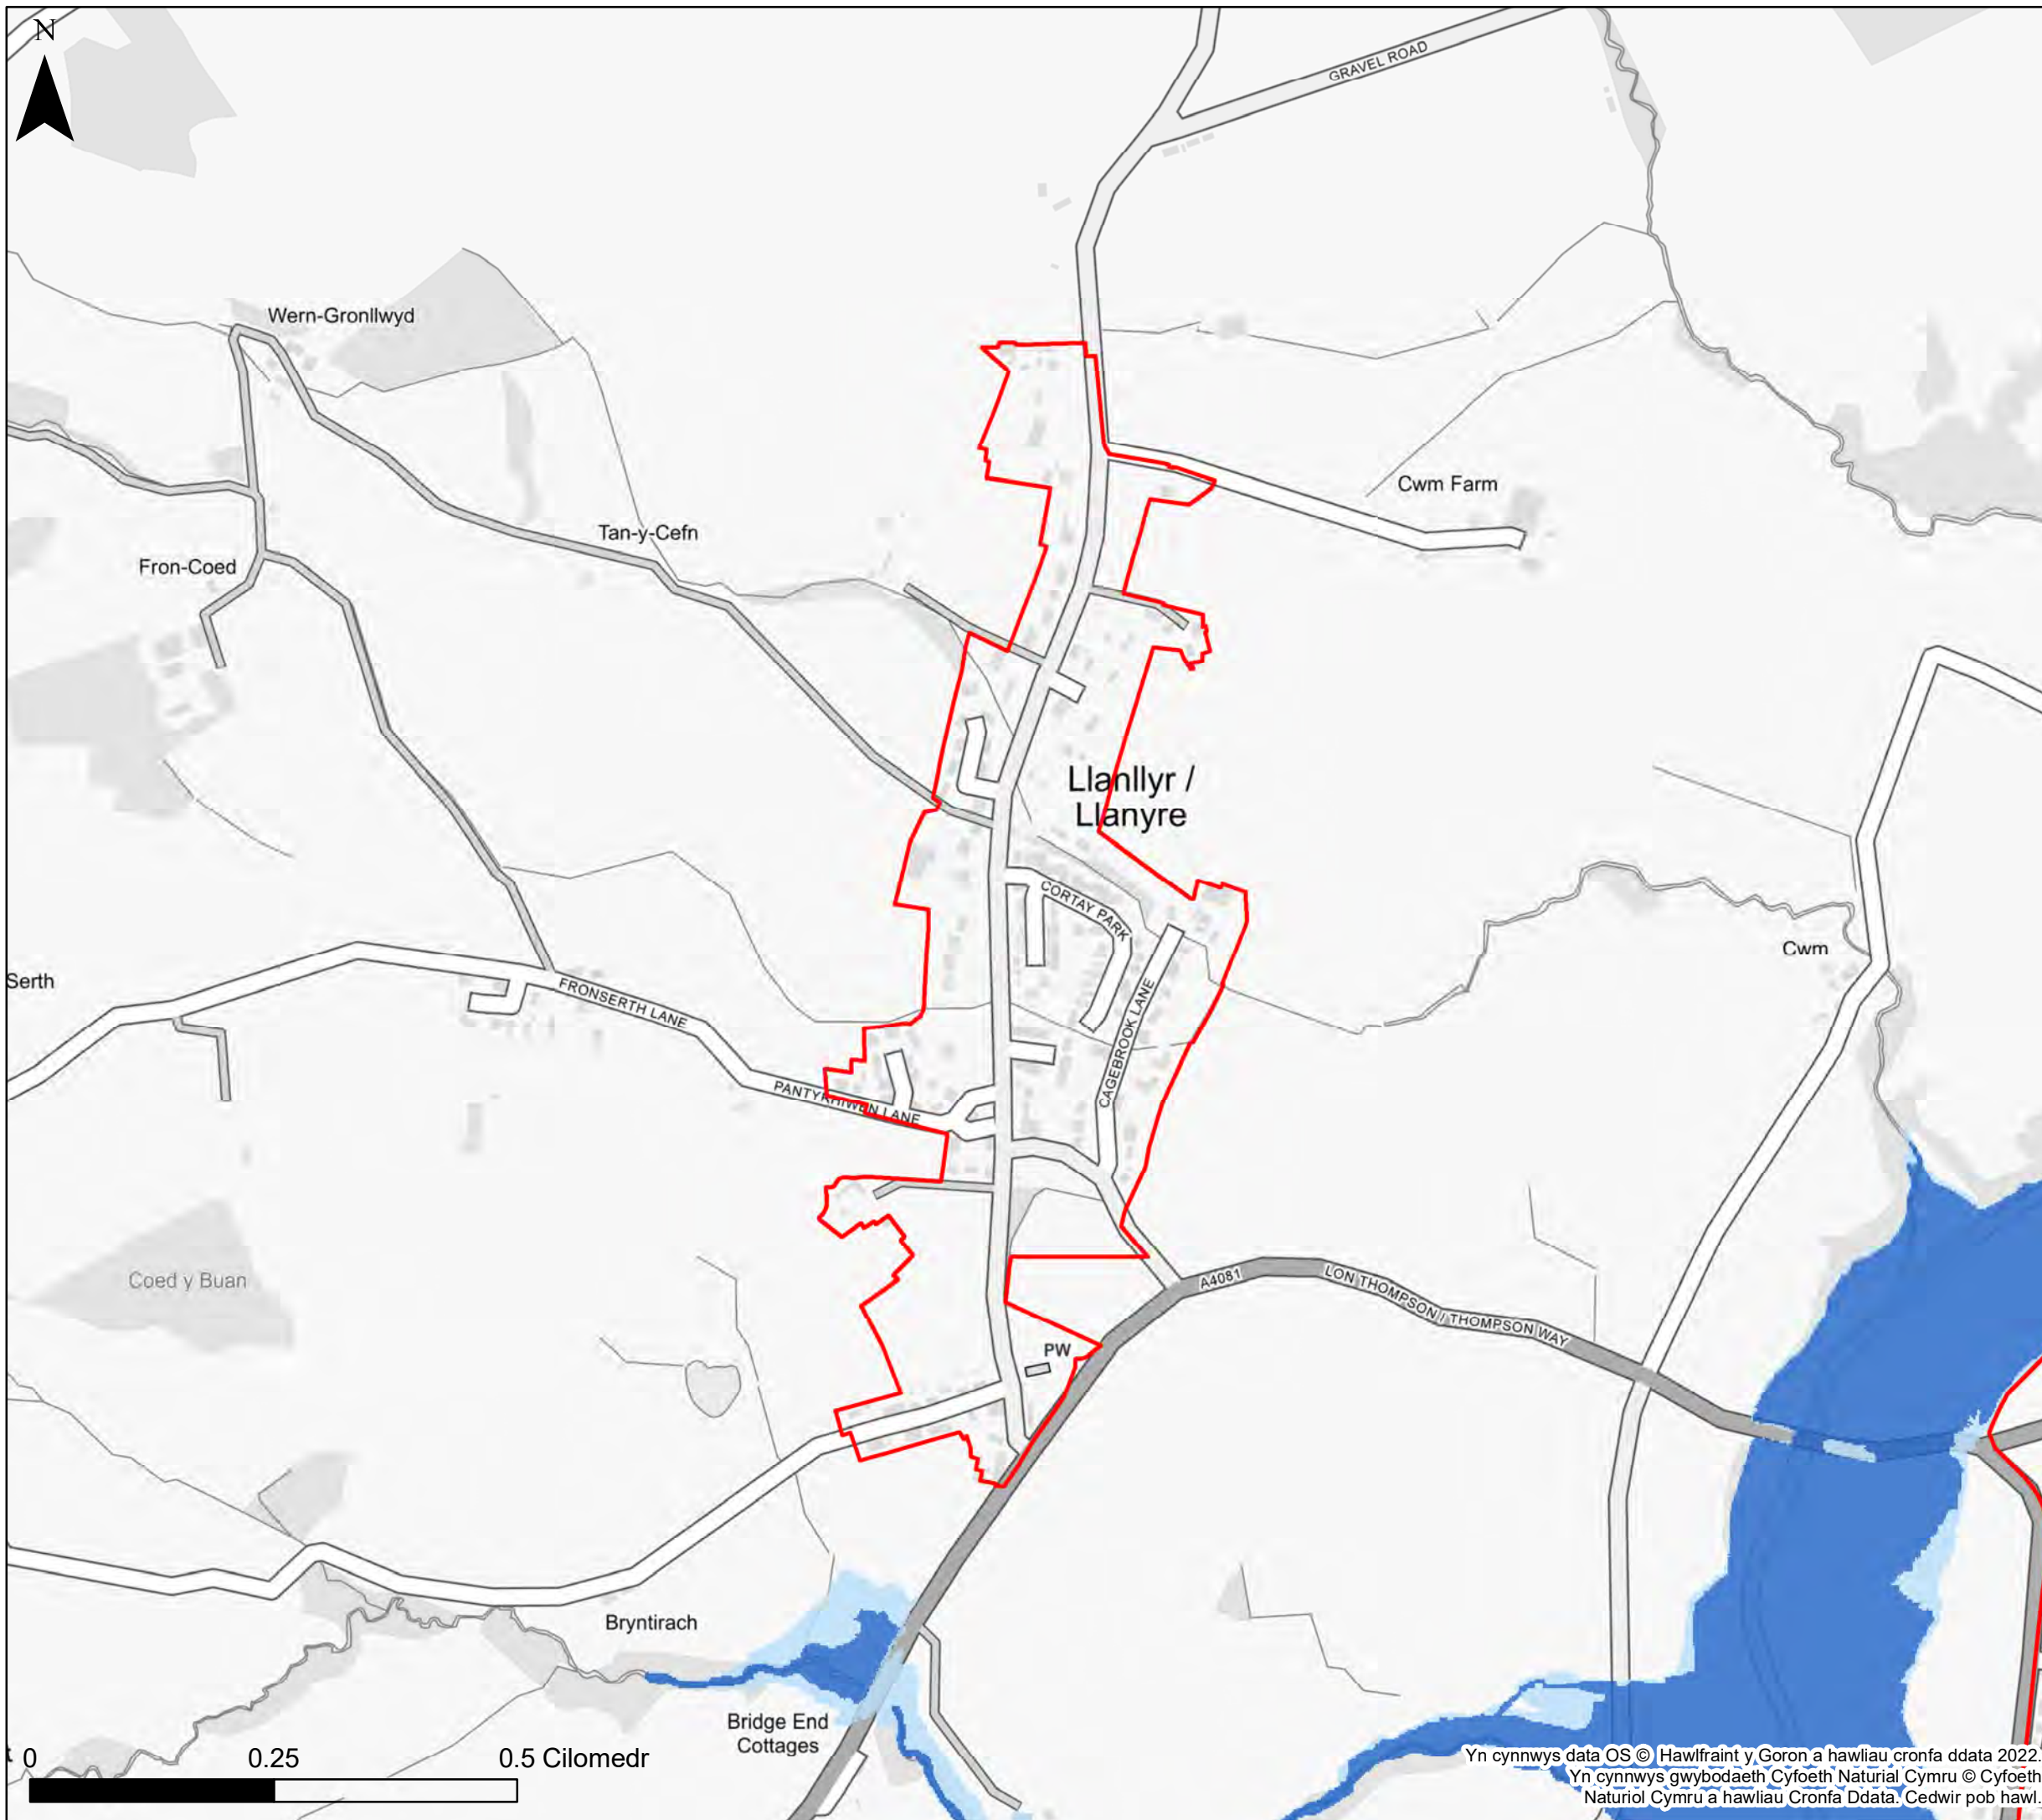 N
GRAVEL ROAD
Wern-Gronllwyd
Cwm Farm
Tan-y-Cefn
Fron-Coed
Llanllyr /
Llanyre
CORTAY PARK
Cwm
Serth
FRONSERTH LANE
CAGEBROOK LANE
PANTYRHIWEN LANE
Coed y Buan
A4081
LON THOMPSON / THOMPSON WAY
PW
Bryntirach
Bridge End
Cottages
0 0.25 0.5 Cilomedr
Yn cynnwys data OS © Hawlfraint y Goron a hawliau cronfa ddata 2022.
Yn cynnwys gwybodaeth Cyfoeth Naturial Cymru © Cyfoeth
Naturiol Cymru a hawliau Cronfa Ddata. Cedwir pob hawl.